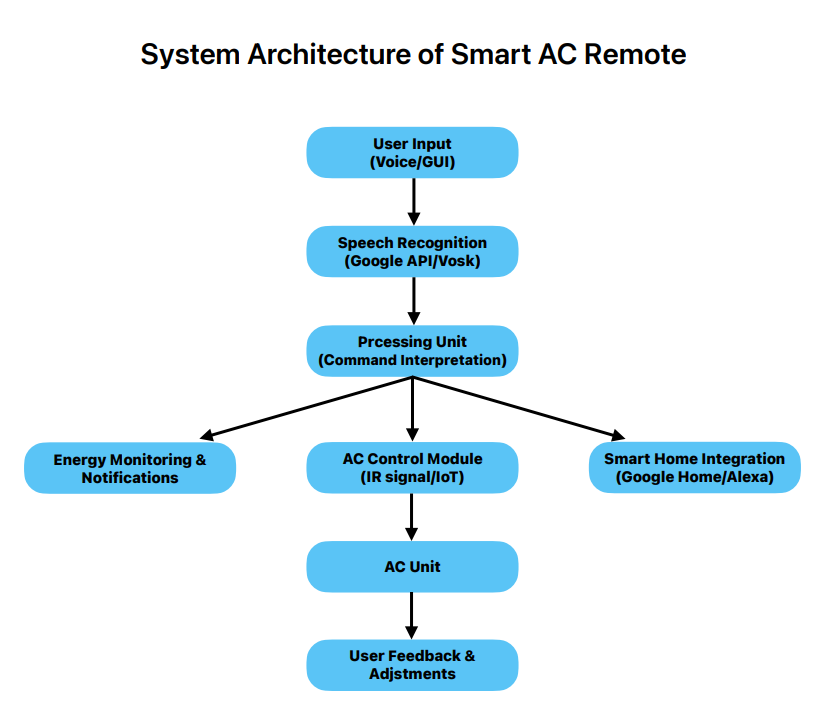 System Architecture of Smart AC Remote
User Input
(Voice/GUI)
Speech Recognition
(Google API/Vosk)
Prcessing Unit
(Command Interpretation)
Energy Monitoring &
Notifications
AC Control Module
(IR signal/IoT)
Smart Home Integration
(Google Home/Alexa)
AC Unit
User Feedback &
Adjstments